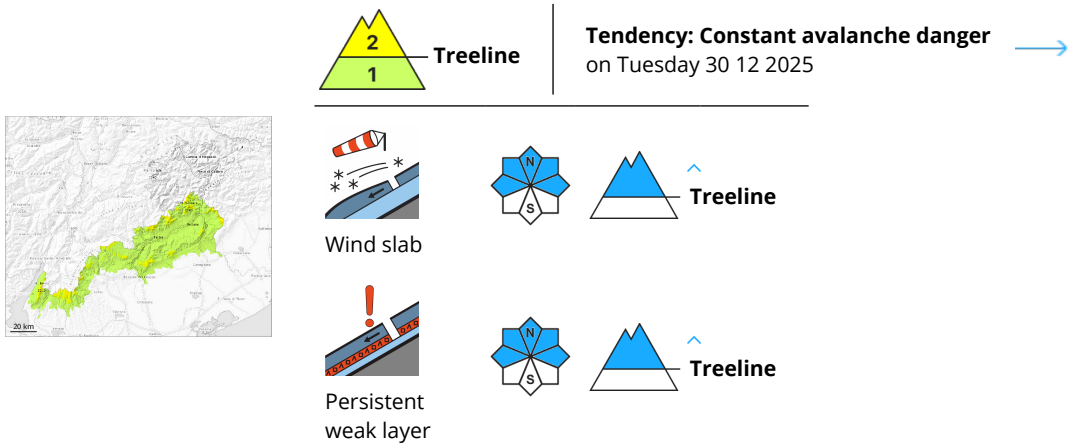 2
Treeline
1
Tendency: Constant avalanche danger
on Tuesday 30 12 2025
N
S
Treeline
Wind slab
20 km
N
S
Treeline
Persistent
weak layer